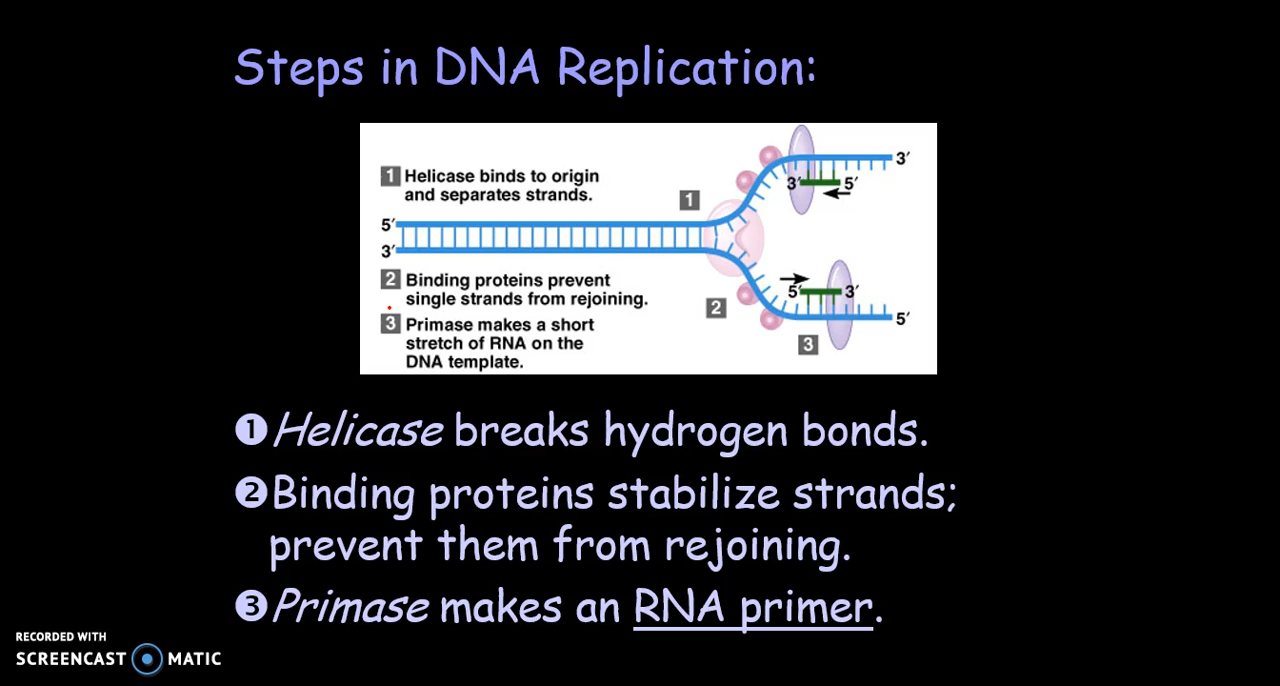 Steps in DNA Replication:
1 Helicase binds to origin
and separates strands.
1
3′
3′ 5′
5′
3′
2 Binding proteins prevent
single strands from rejoining.
2
5′ 3′
5′
3 Primase makes a short
stretch of RNA on the
DNA template.
3
❶Helicase breaks hydrogen bonds.
❷Binding proteins stabilize strands;
prevent them from rejoining.
❸Primase makes an RNA primer.
RECORDED WITH
SCREENCAST MATIC